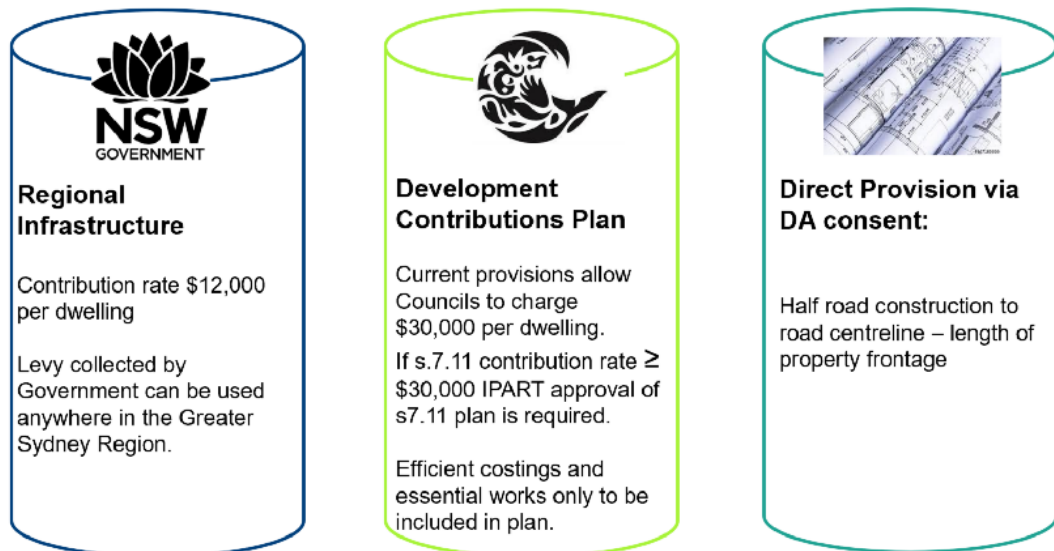 NSW
GOVERNMENT
Regional
Infrastructure
Contribution rate $12,000
per dwelling
Levy collected by
Government can be used
anywhere in the Greater
Sydney Region.
Development
Contributions Plan
Current provisions allow
Councils to charge
$30,000 per dwelling.
If s.7.11 contribution rate ≥
$30,000 IPART approval of
s7.11 plan is required.
Efficient costings and
essential works only to be
included in plan.
Direct Provision via
DA consent:
Half road construction to
road centreline – length of
property frontage